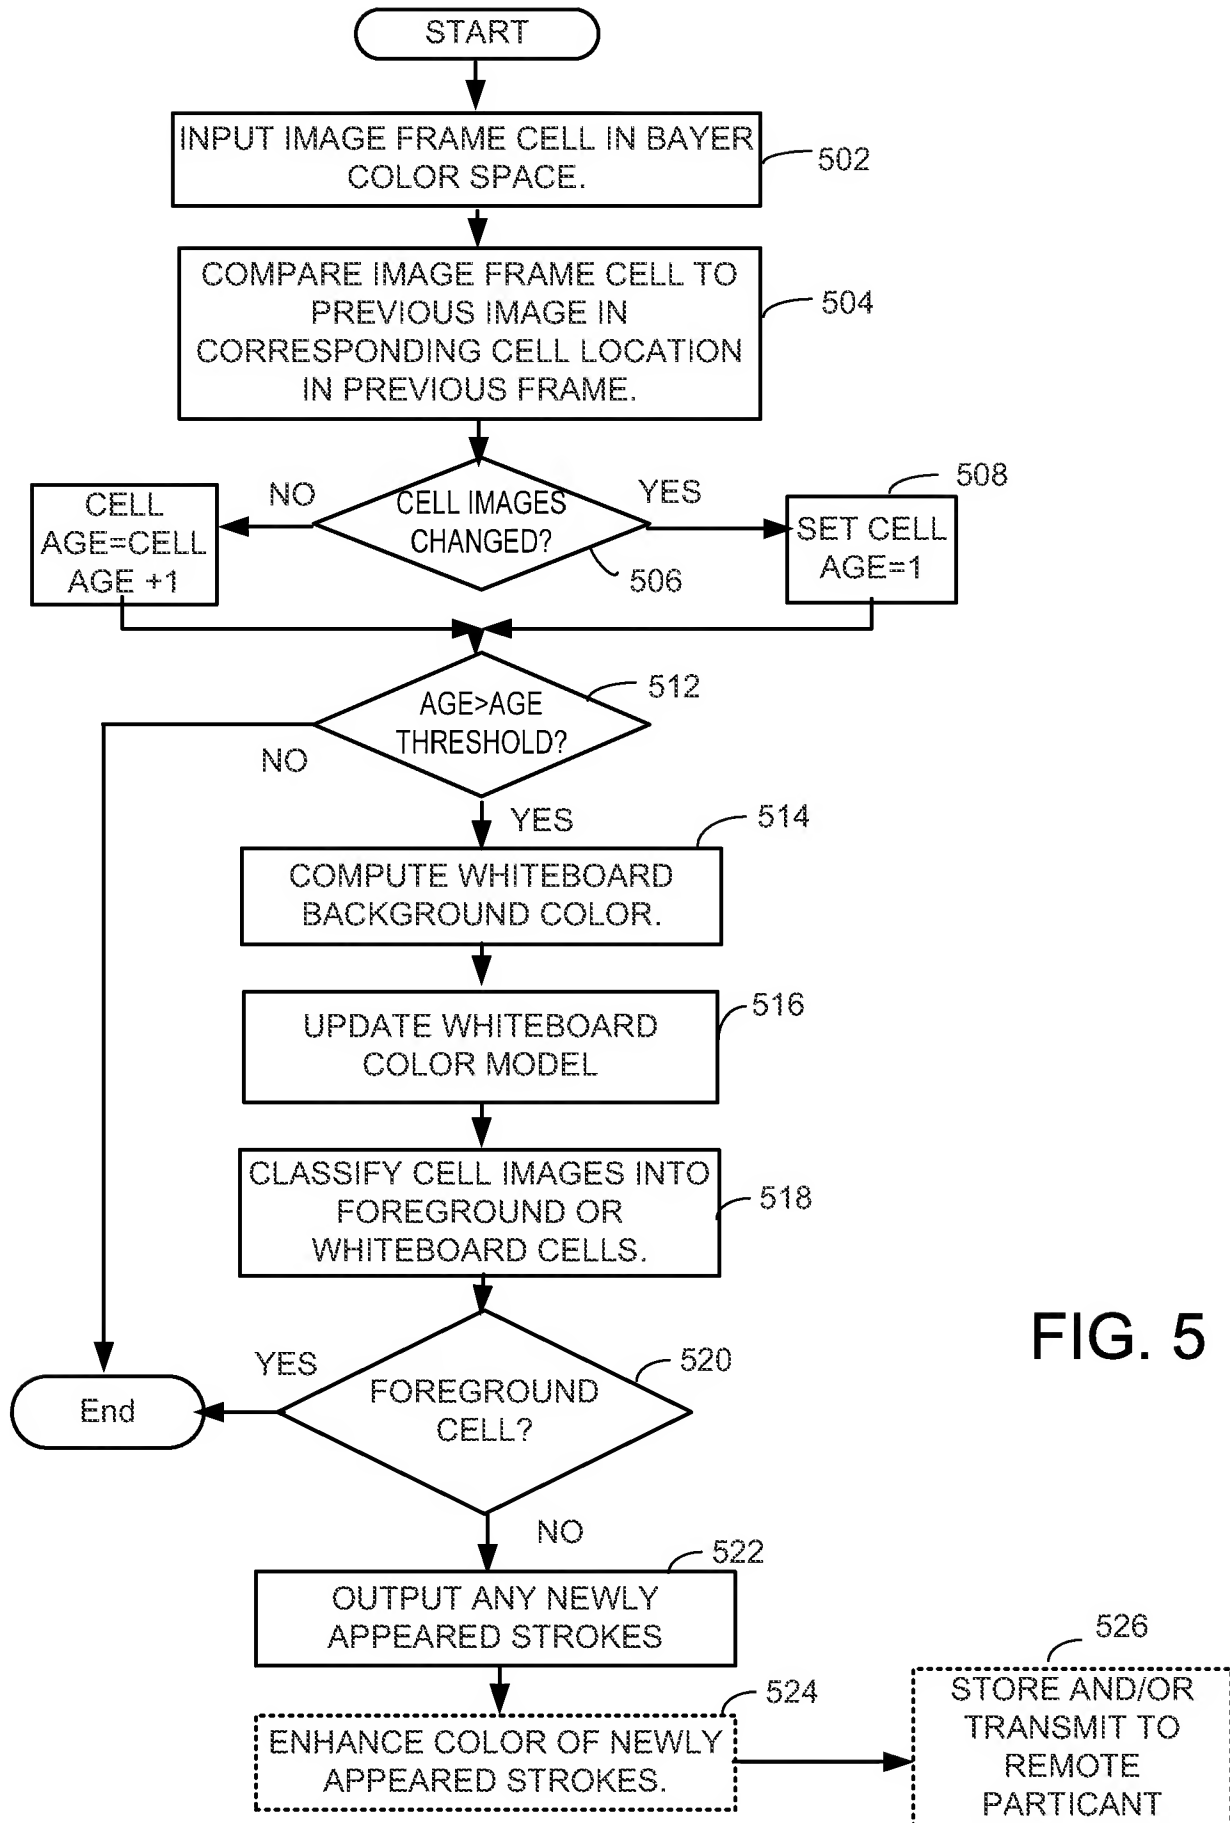 START
INPUT IMAGE FRAME CELL IN BAYER
COLOR SPACE.
502
COMPARE IMAGE FRAME CELL TO
PREVIOUS IMAGE IN
CORRESPONDING CELL LOCATION
IN PREVIOUS FRAME.
504
CELL IMAGES
CHANGED?
506
NO
YES
CELL
AGE=CELL
AGE +1
508
SET CELL
AGE=1
512
AGE>AGE
THRESHOLD?
NO
YES
514
COMPUTE WHITEBOARD
BACKGROUND COLOR.
516
UPDATE WHITEBOARD
COLOR MODEL
CLASSIFY CELL IMAGES INTO
FOREGROUND OR
WHITEBOARD CELLS.
518
FIG. 5
YES
520
FOREGROUND
CELL?
End
NO
522
OUTPUT ANY NEWLY
APPEARED STROKES
524
ENHANCE COLOR OF NEWLY
APPEARED STROKES.
526
STORE AND/OR
TRANSMIT TO
REMOTE
PARTICANT